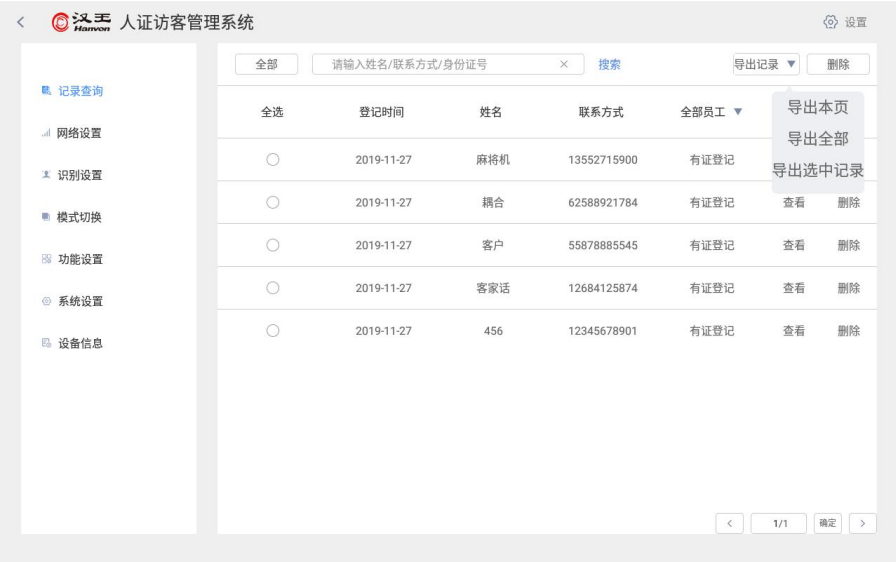 汉王 Hanvon 人证访客管理系统 设置
全部 请输入姓名/联系方式/身份证号 × 搜索 导出记录 ▼ 删除
记录查询
网络设置
识别设置
模式切换
功能设置
系统设置
设备信息
全选 登记时间 姓名 联系方式 全部员工 ▼
导出本页
导出全部
导出选中记录
2019-11-27 麻将机 13552715900 有证登记
2019-11-27 耦合 62588921784 有证登记 查看 删除
2019-11-27 客户 55878885545 有证登记 查看 删除
2019-11-27 客家话 12684125874 有证登记 查看 删除
2019-11-27 456 12345678901 有证登记 查看 删除
< 1/1 确定 >